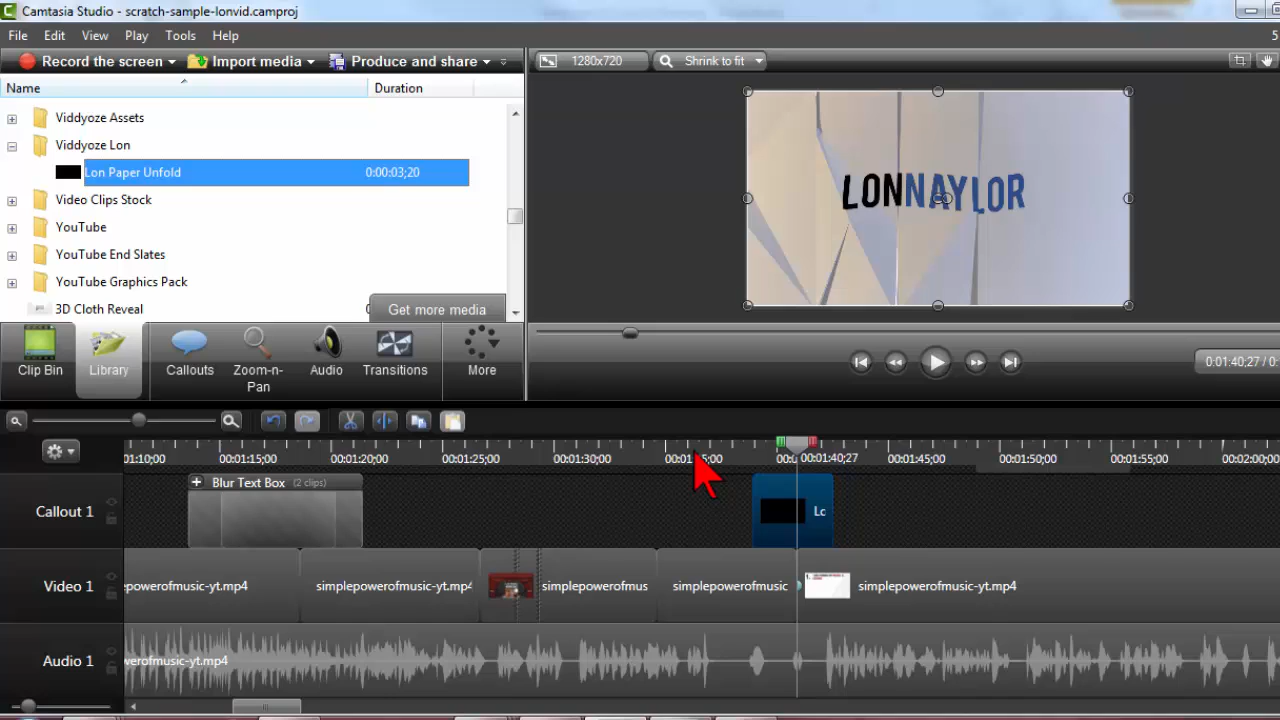 Camtasia Studio - scratch-sample-lonvid.camproj
File Edit View Play Tools Help
5
Record the screen Import media Produce and share
1280x720 Shrink to fit
Name Duration
Viddyoze Assets
Viddyoze Lon
Lon Paper Unfold 0:00:03;20
Video Clips Stock
YouTube
YouTube End Slates
YouTube Graphics Pack
3D Cloth Reveal
Get more media
LONNAYLOR
Clip Bin Library Callouts Zoom-n-Pan Audio Transitions More
0:01:40;27 / 0:
01:10;00 00:01:15;00 00:01:20;00 00:01:25;00 00:01:30;00 00:01:40;27 00:01:45;00 00:01:50;00 00:01:55;00 00:02:00;00
Callout 1
+ Blur Text Box (2 clips)
Lc
Video 1
powerofmusic-yt.mp4 simplepowerofmusic-yt.mp4 simplepowerofmus simplepowerofmusic simplepowerofmusic-yt.mp4
Audio 1
werofmusic-yt.mp4